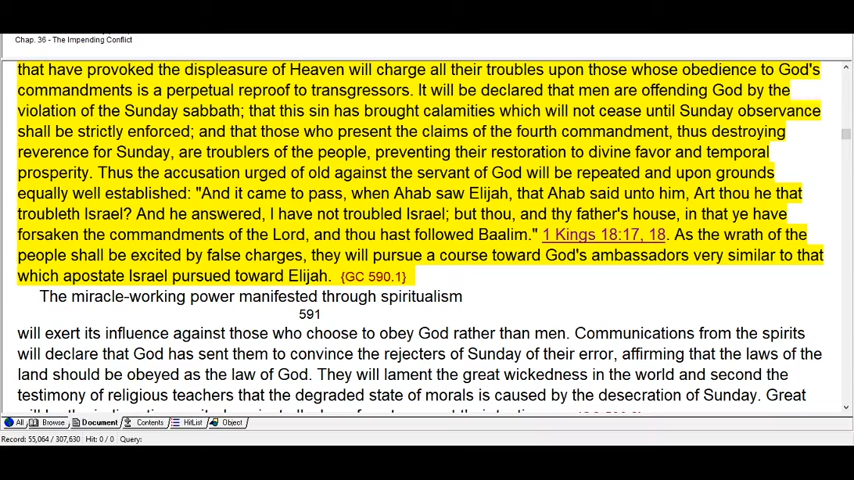 Chap. 36 - The Impending Conflict
that have provoked the displeasure of Heaven will charge all their troubles upon those whose obedience to God's
commandments is a perpetual reproof to transgressors. It will be declared that men are offending God by the
violation of the Sunday sabbath; that this sin has brought calamities which will not cease until Sunday observance
shall be strictly enforced; and that those who present the claims of the fourth commandment, thus destroying
reverence for Sunday, are troublers of the people, preventing their restoration to divine favor and temporal
prosperity. Thus the accusation urged of old against the servant of God will be repeated and upon grounds
equally well established: "And it came to pass, when Ahab saw Elijah, that Ahab said unto him, Art thou he that
troubleth Israel? And he answered, I have not troubled Israel; but thou, and thy father's house, in that ye have
forsaken the commandments of the Lord, and thou hast followed Baalim." 1 Kings 18:17, 18. As the wrath of the
people shall be excited by false charges, they will pursue a course toward God's ambassadors very similar to that
which apostate Israel pursued toward Elijah. {GC 590.1}
The miracle-working power manifested through spiritualism
591
will exert its influence against those who choose to obey God rather than men. Communications from the spirits
will declare that God has sent them to convince the rejecters of Sunday of their error, affirming that the laws of the
land should be obeyed as the law of God. They will lament the great wickedness in the world and second the
testimony of religious teachers that the degraded state of morals is caused by the desecration of Sunday. Great
All Browse Document Contents HitList Object
Record: 55,064 / 307,630 Hit: 0 / 0 Query: